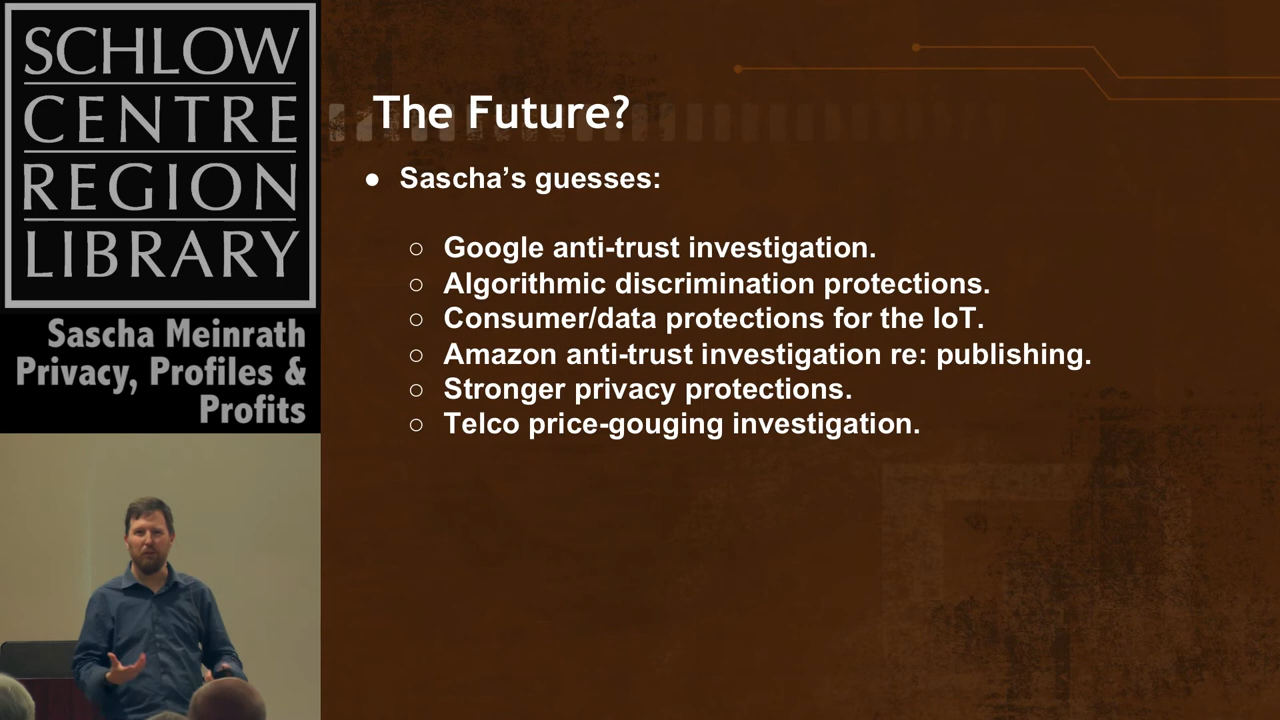 SCHLOW
CENTRE
REGION
LIBRARY
Sascha Meinrath
Privacy, Profiles &
Profits
The Future?
● Sascha’s guesses:
○ Google anti-trust investigation.
○ Algorithmic discrimination protections.
○ Consumer/data protections for the IoT.
○ Amazon anti-trust investigation re: publishing.
○ Stronger privacy protections.
○ Telco price-gouging investigation.